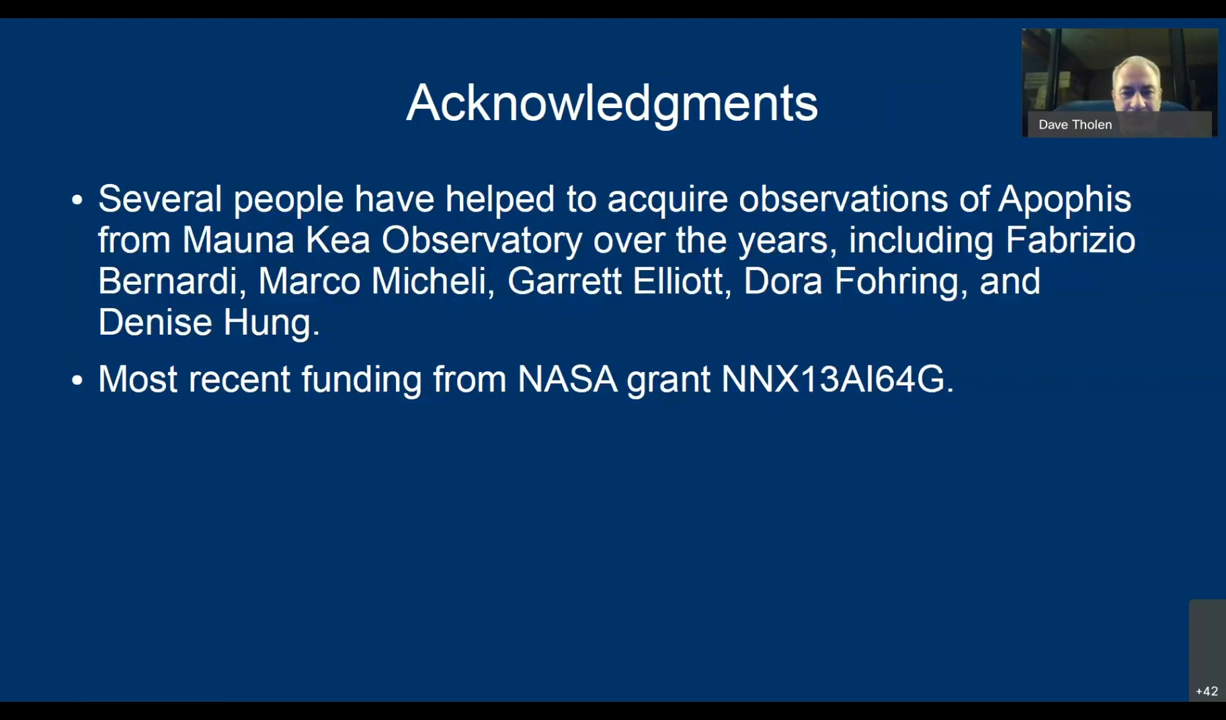 Acknowledgments
Dave Tholen
• Several people have helped to acquire observations of Apophis
from Mauna Kea Observatory over the years, including Fabrizio
Bernardi, Marco Micheli, Garrett Elliott, Dora Fohring, and
Denise Hung.
• Most recent funding from NASA grant NNX13AI64G.
+42